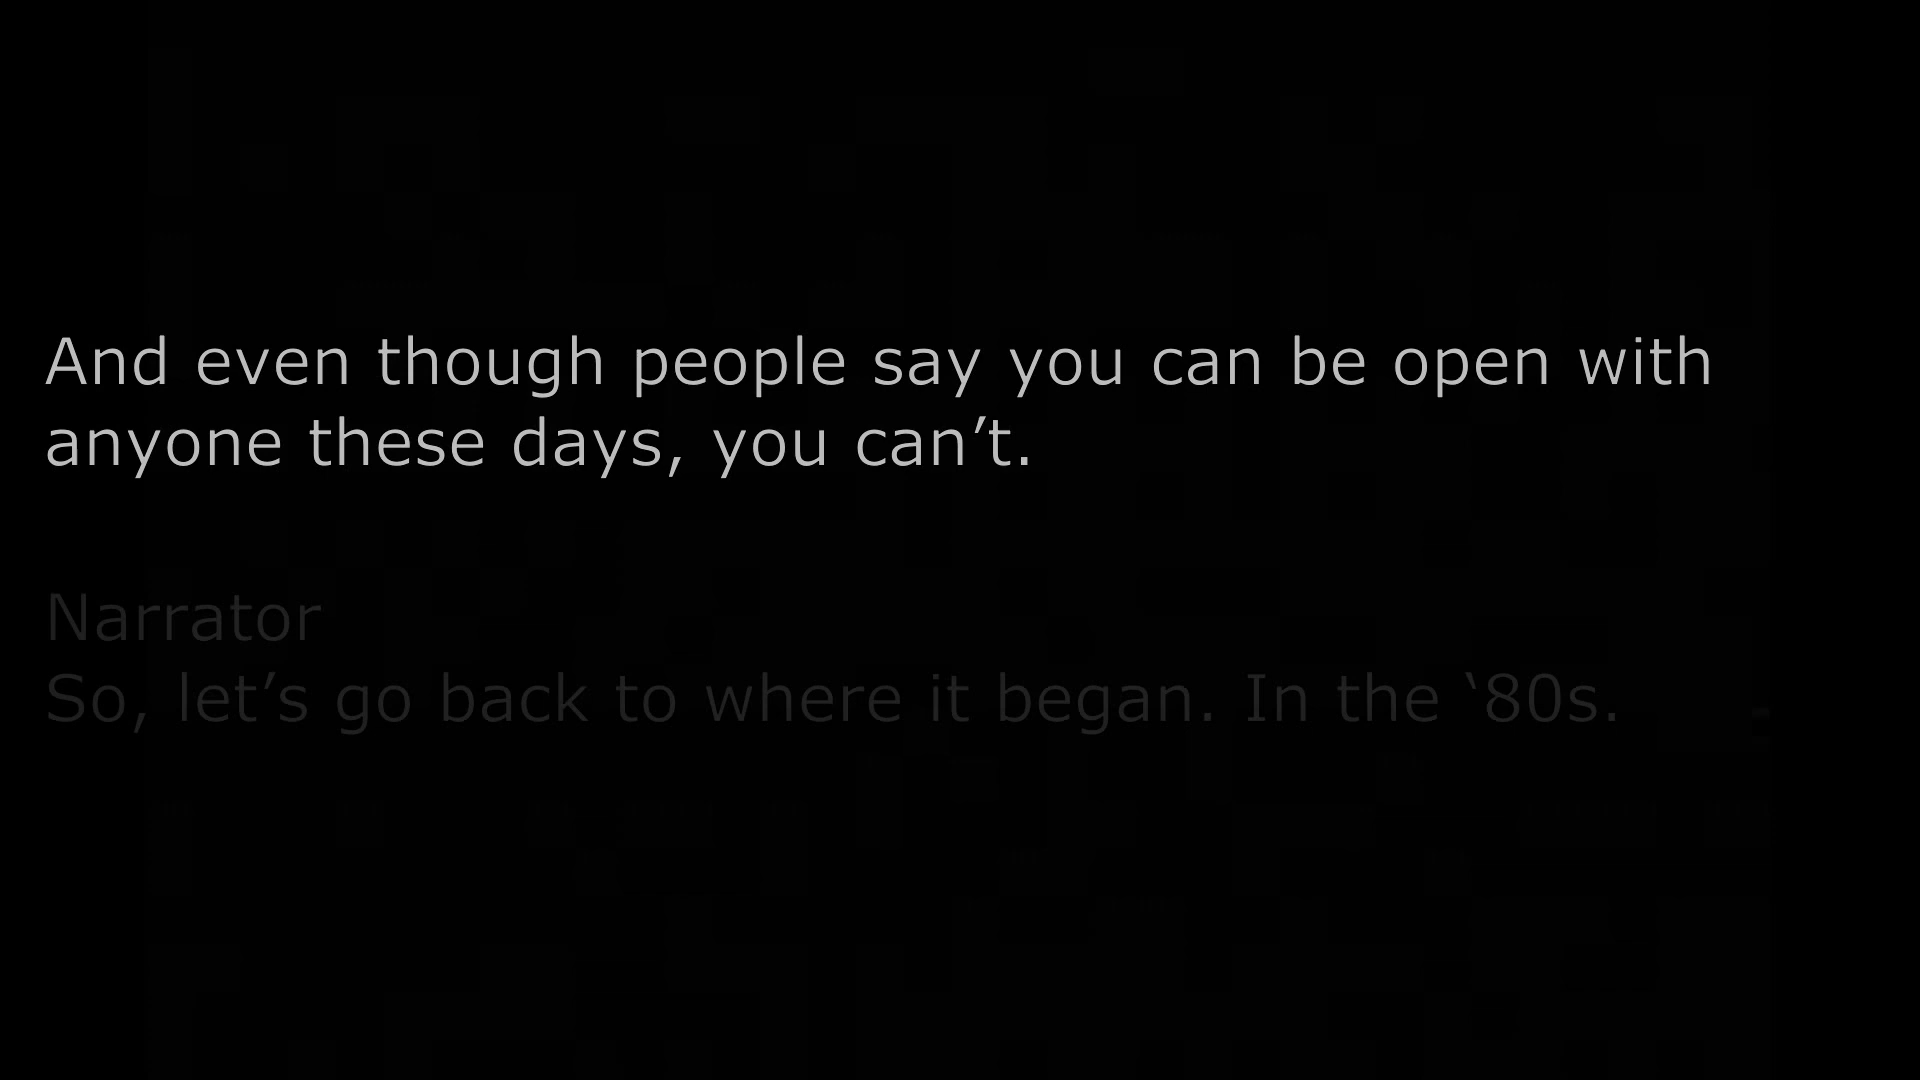 And even though people say you can be open with
anyone these days, you can’t.
Narrator
So, let’s go back to where it began. In the ‘80s.